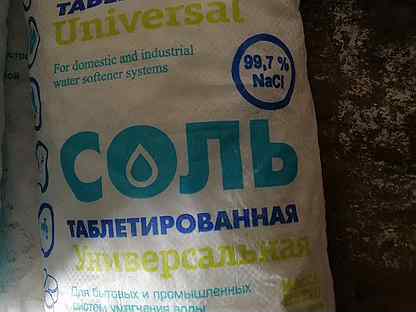 Universal
For domestic and industrial
water softener systems
99,7 %
NaCl
СОЛЬ
ТАБЛЕТИРОВАННАЯ
Универсальная
Для бытовых и промышленных
систем умягчения воды